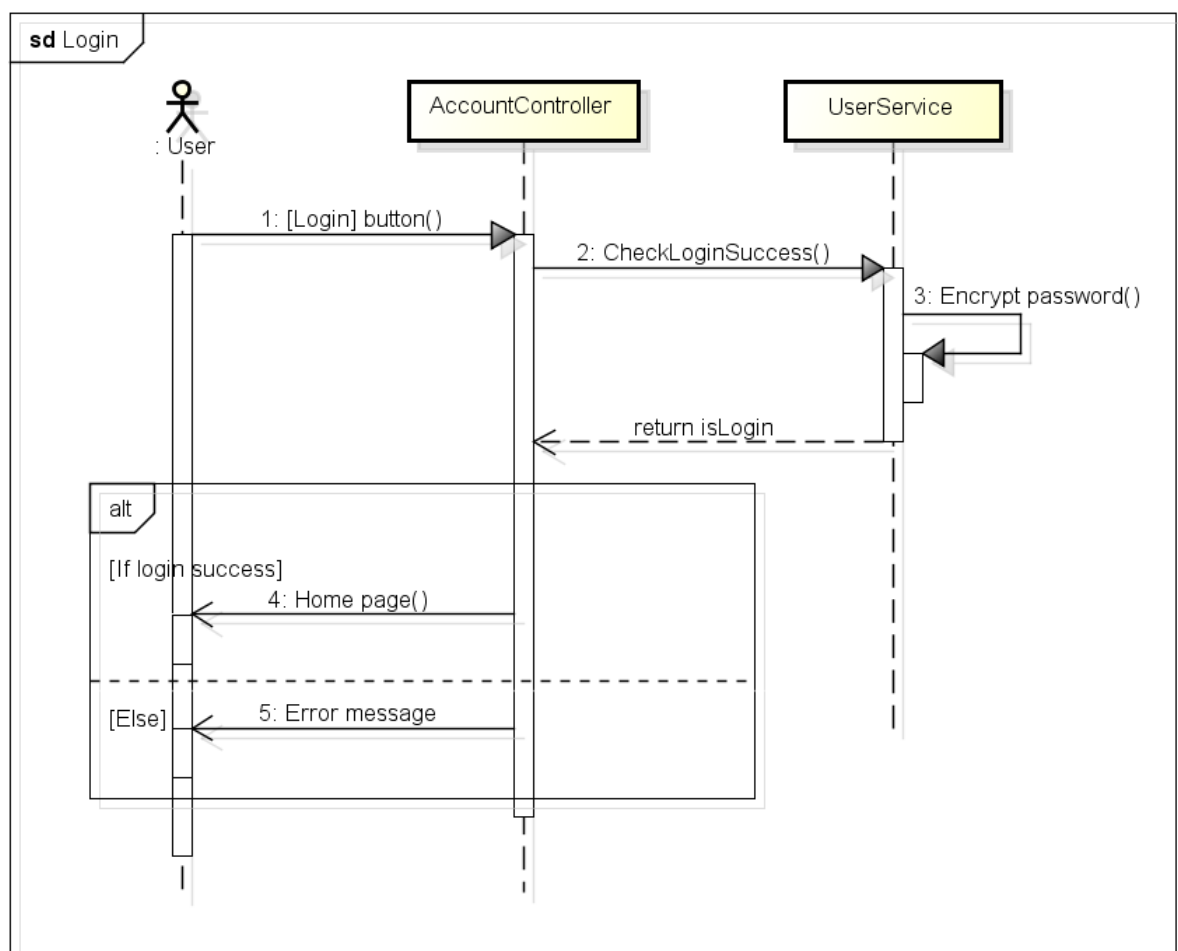 sd Login
: User
AccountController
UserService
1: [Login] button()
2: CheckLoginSuccess()
3: Encrypt password()
return isLogin
alt
[If login success]
4: Home page()
[Else]
5: Error message